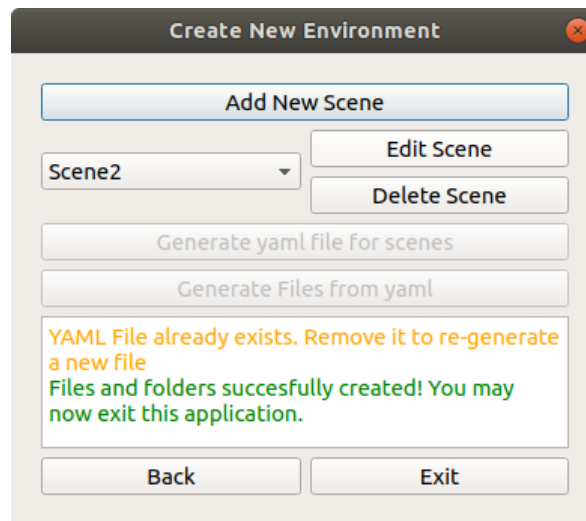 Create New Environment
Add New Scene
Scene2
Edit Scene
Delete Scene
Generate yaml file for scenes
Generate Files from yaml
YAML File already exists. Remove it to re-generate
a new file
Files and folders succesfully created! You may
now exit this application.
Back
Exit